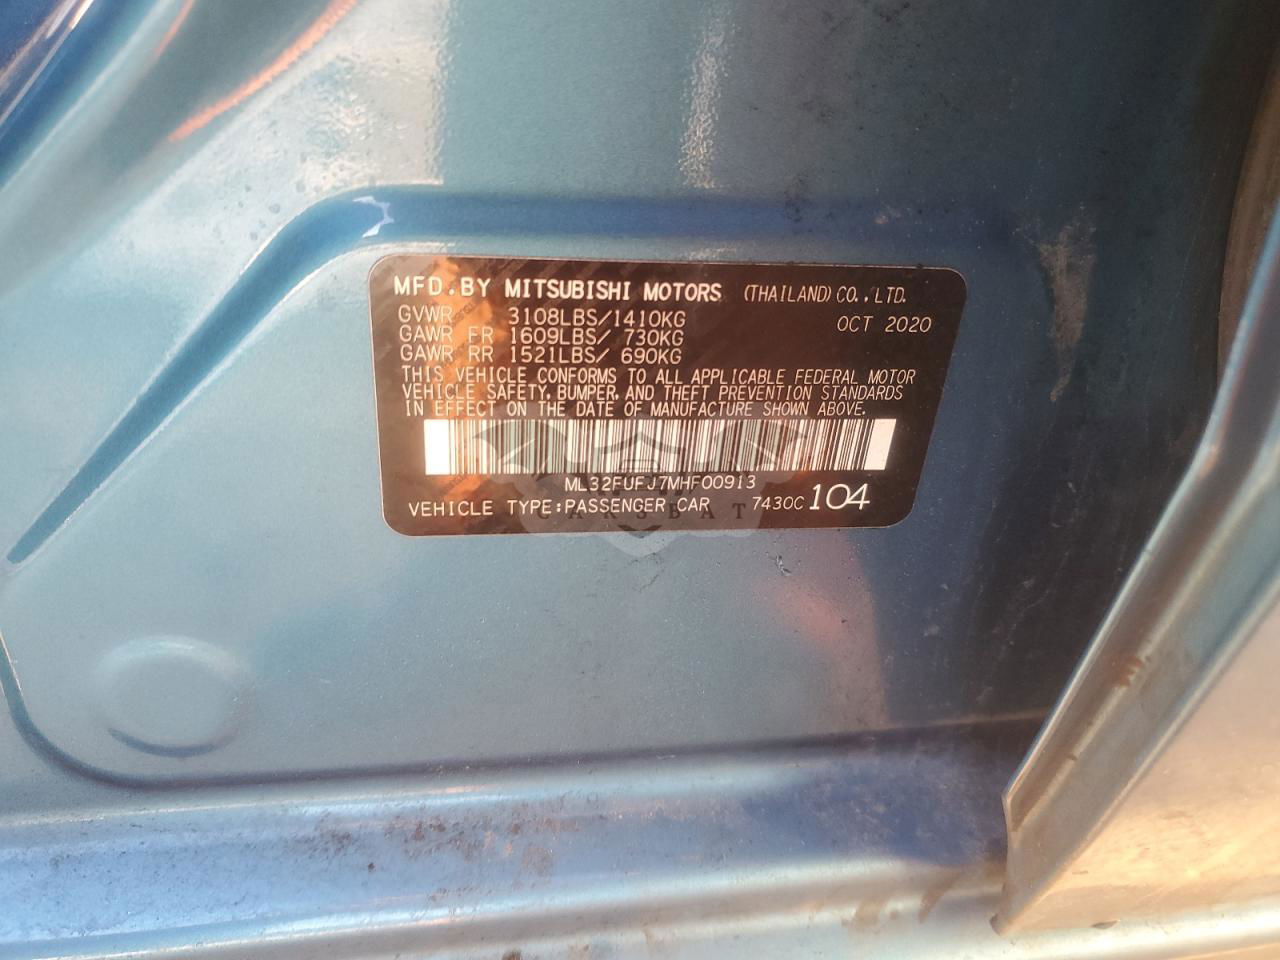 MFD.BY MITSUBISHI MOTORS (THAILAND) CO.,LTD.
GVWR 3108LBS/1410KG OCT 2020
GAWR FR 1609LBS/ 730KG
GAWR RR 1521LBS/ 690KG
THIS VEHICLE CONFORMS TO ALL APPLICABLE FEDERAL MOTOR
VEHICLE SAFETY, BUMPER, AND THEFT PREVENTION STANDARDS
IN EFFECT ON THE DATE OF MANUFACTURE SHOWN ABOVE.
ML32FUFJ7MHF00913
VEHICLE TYPE:PASSENGER CAR 7430C 104
CARSBAT